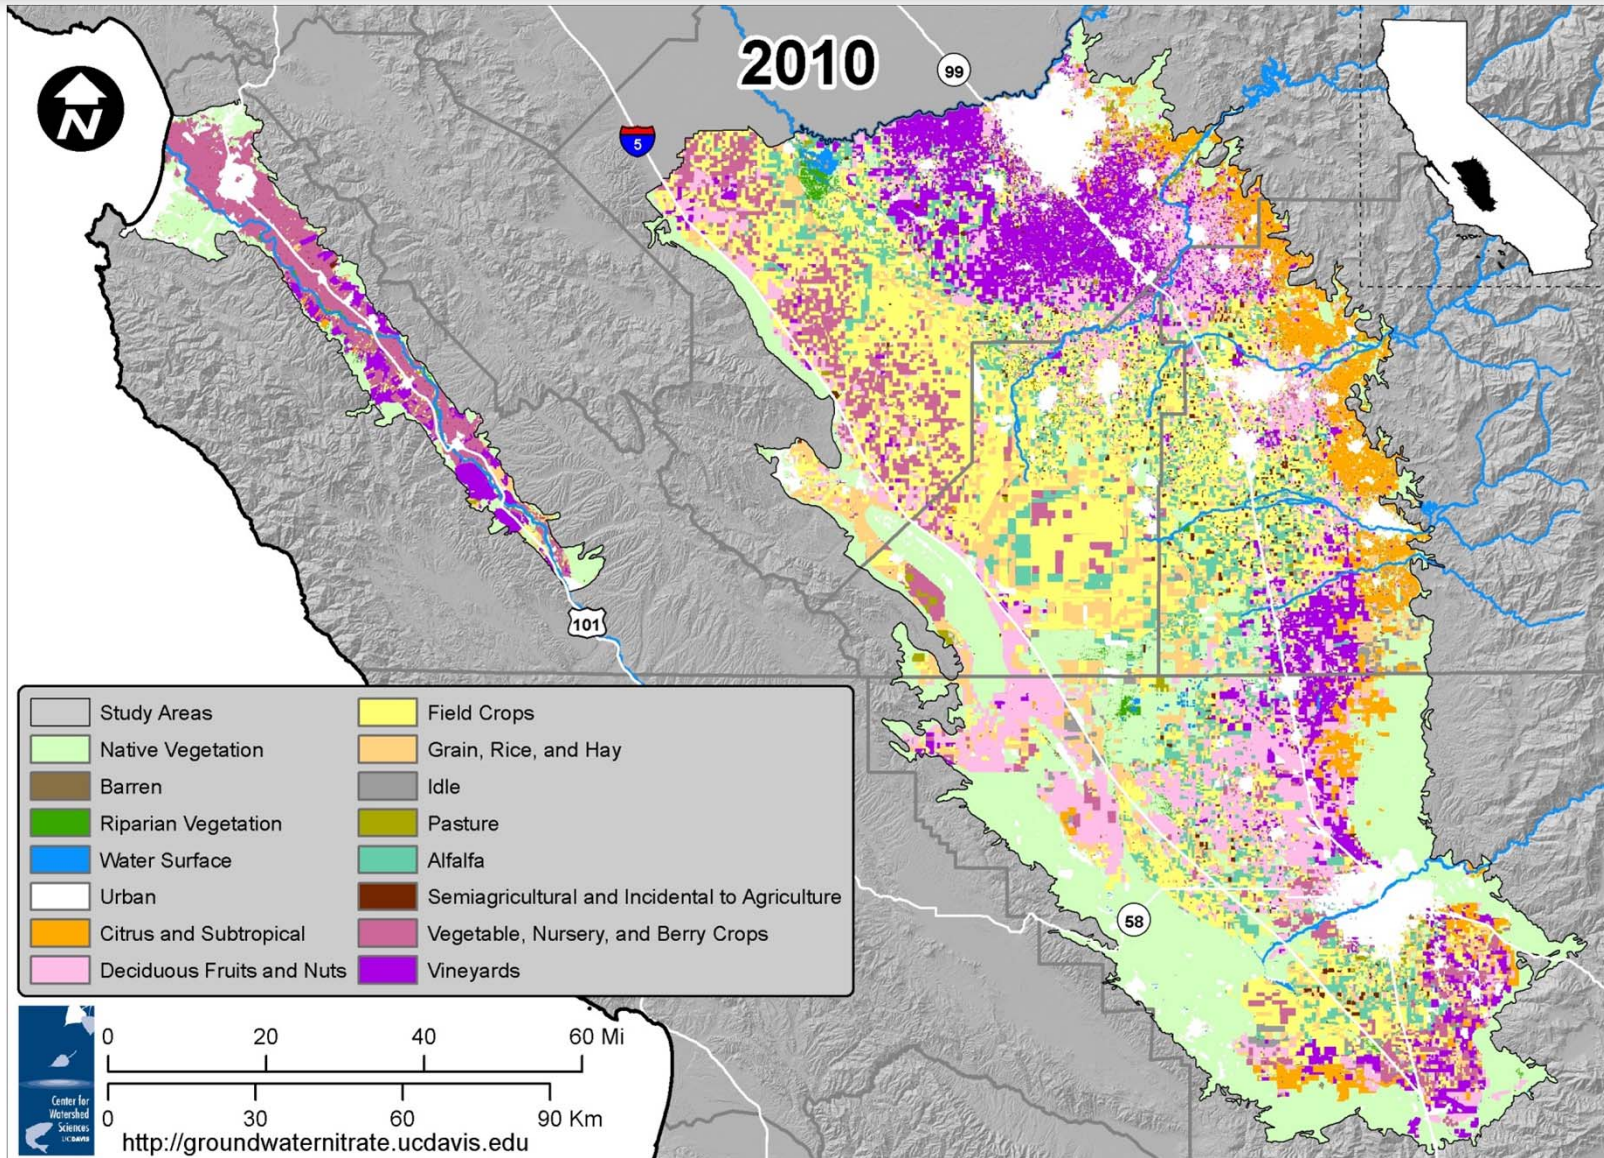 2010
N
99
5
101
58
Study Areas
Native Vegetation
Barren
Riparian Vegetation
Water Surface
Urban
Citrus and Subtropical
Deciduous Fruits and Nuts
Field Crops
Grain, Rice, and Hay
Idle
Pasture
Alfalfa
Semiagricultural and Incidental to Agriculture
Vegetable, Nursery, and Berry Crops
Vineyards
0 20 40 60 Mi
0 30 60 90 Km
Center for
Watershed
Sciences
UCDAVIS
http://groundwaternitrate.ucdavis.edu